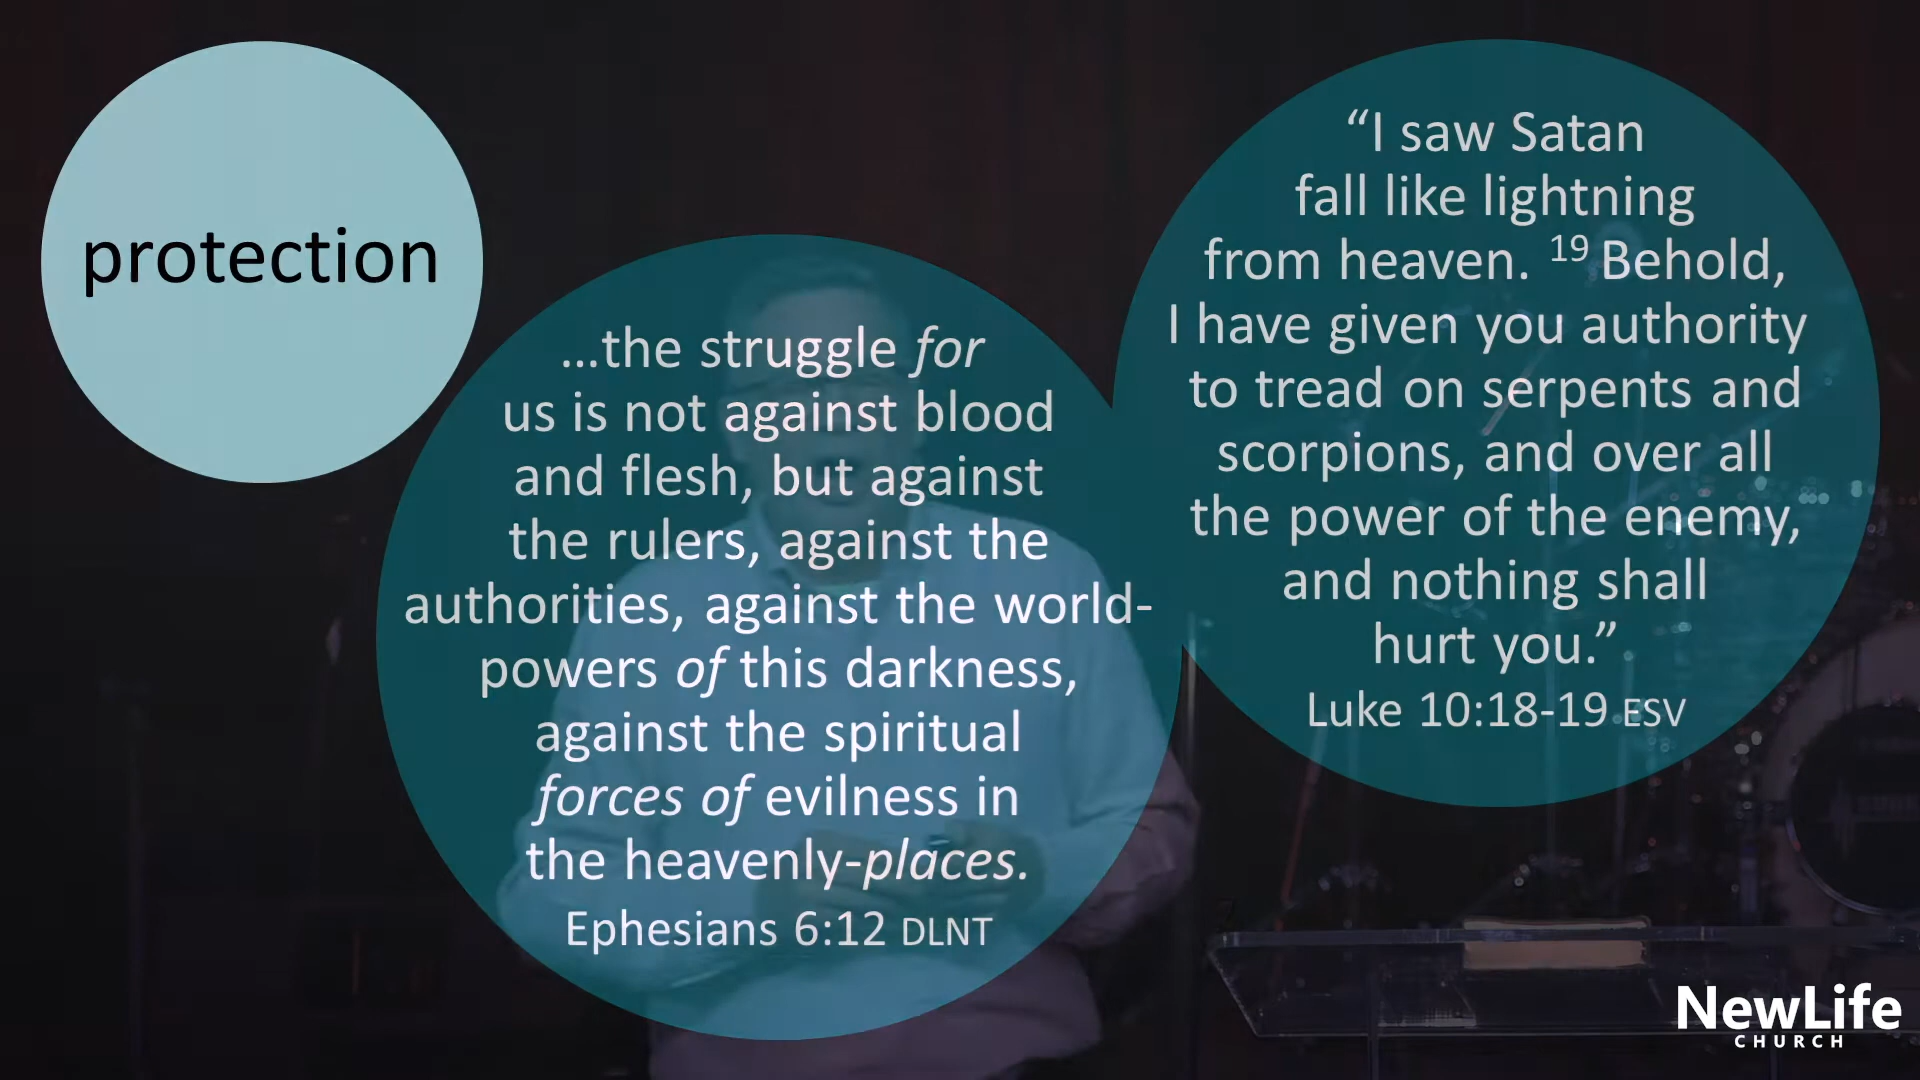 protection
…the struggle for
us is not against blood
and flesh, but against
the rulers, against the
authorities, against the world-
powers of this darkness,
against the spiritual
forces of evilness in
the heavenly-places.
Ephesians 6:12 DLNT
“I saw Satan
fall like lightning
from heaven. 19 Behold,
I have given you authority
to tread on serpents and
scorpions, and over all
the power of the enemy,
and nothing shall
hurt you.”
Luke 10:18-19 ESV
NewLife
CHURCH